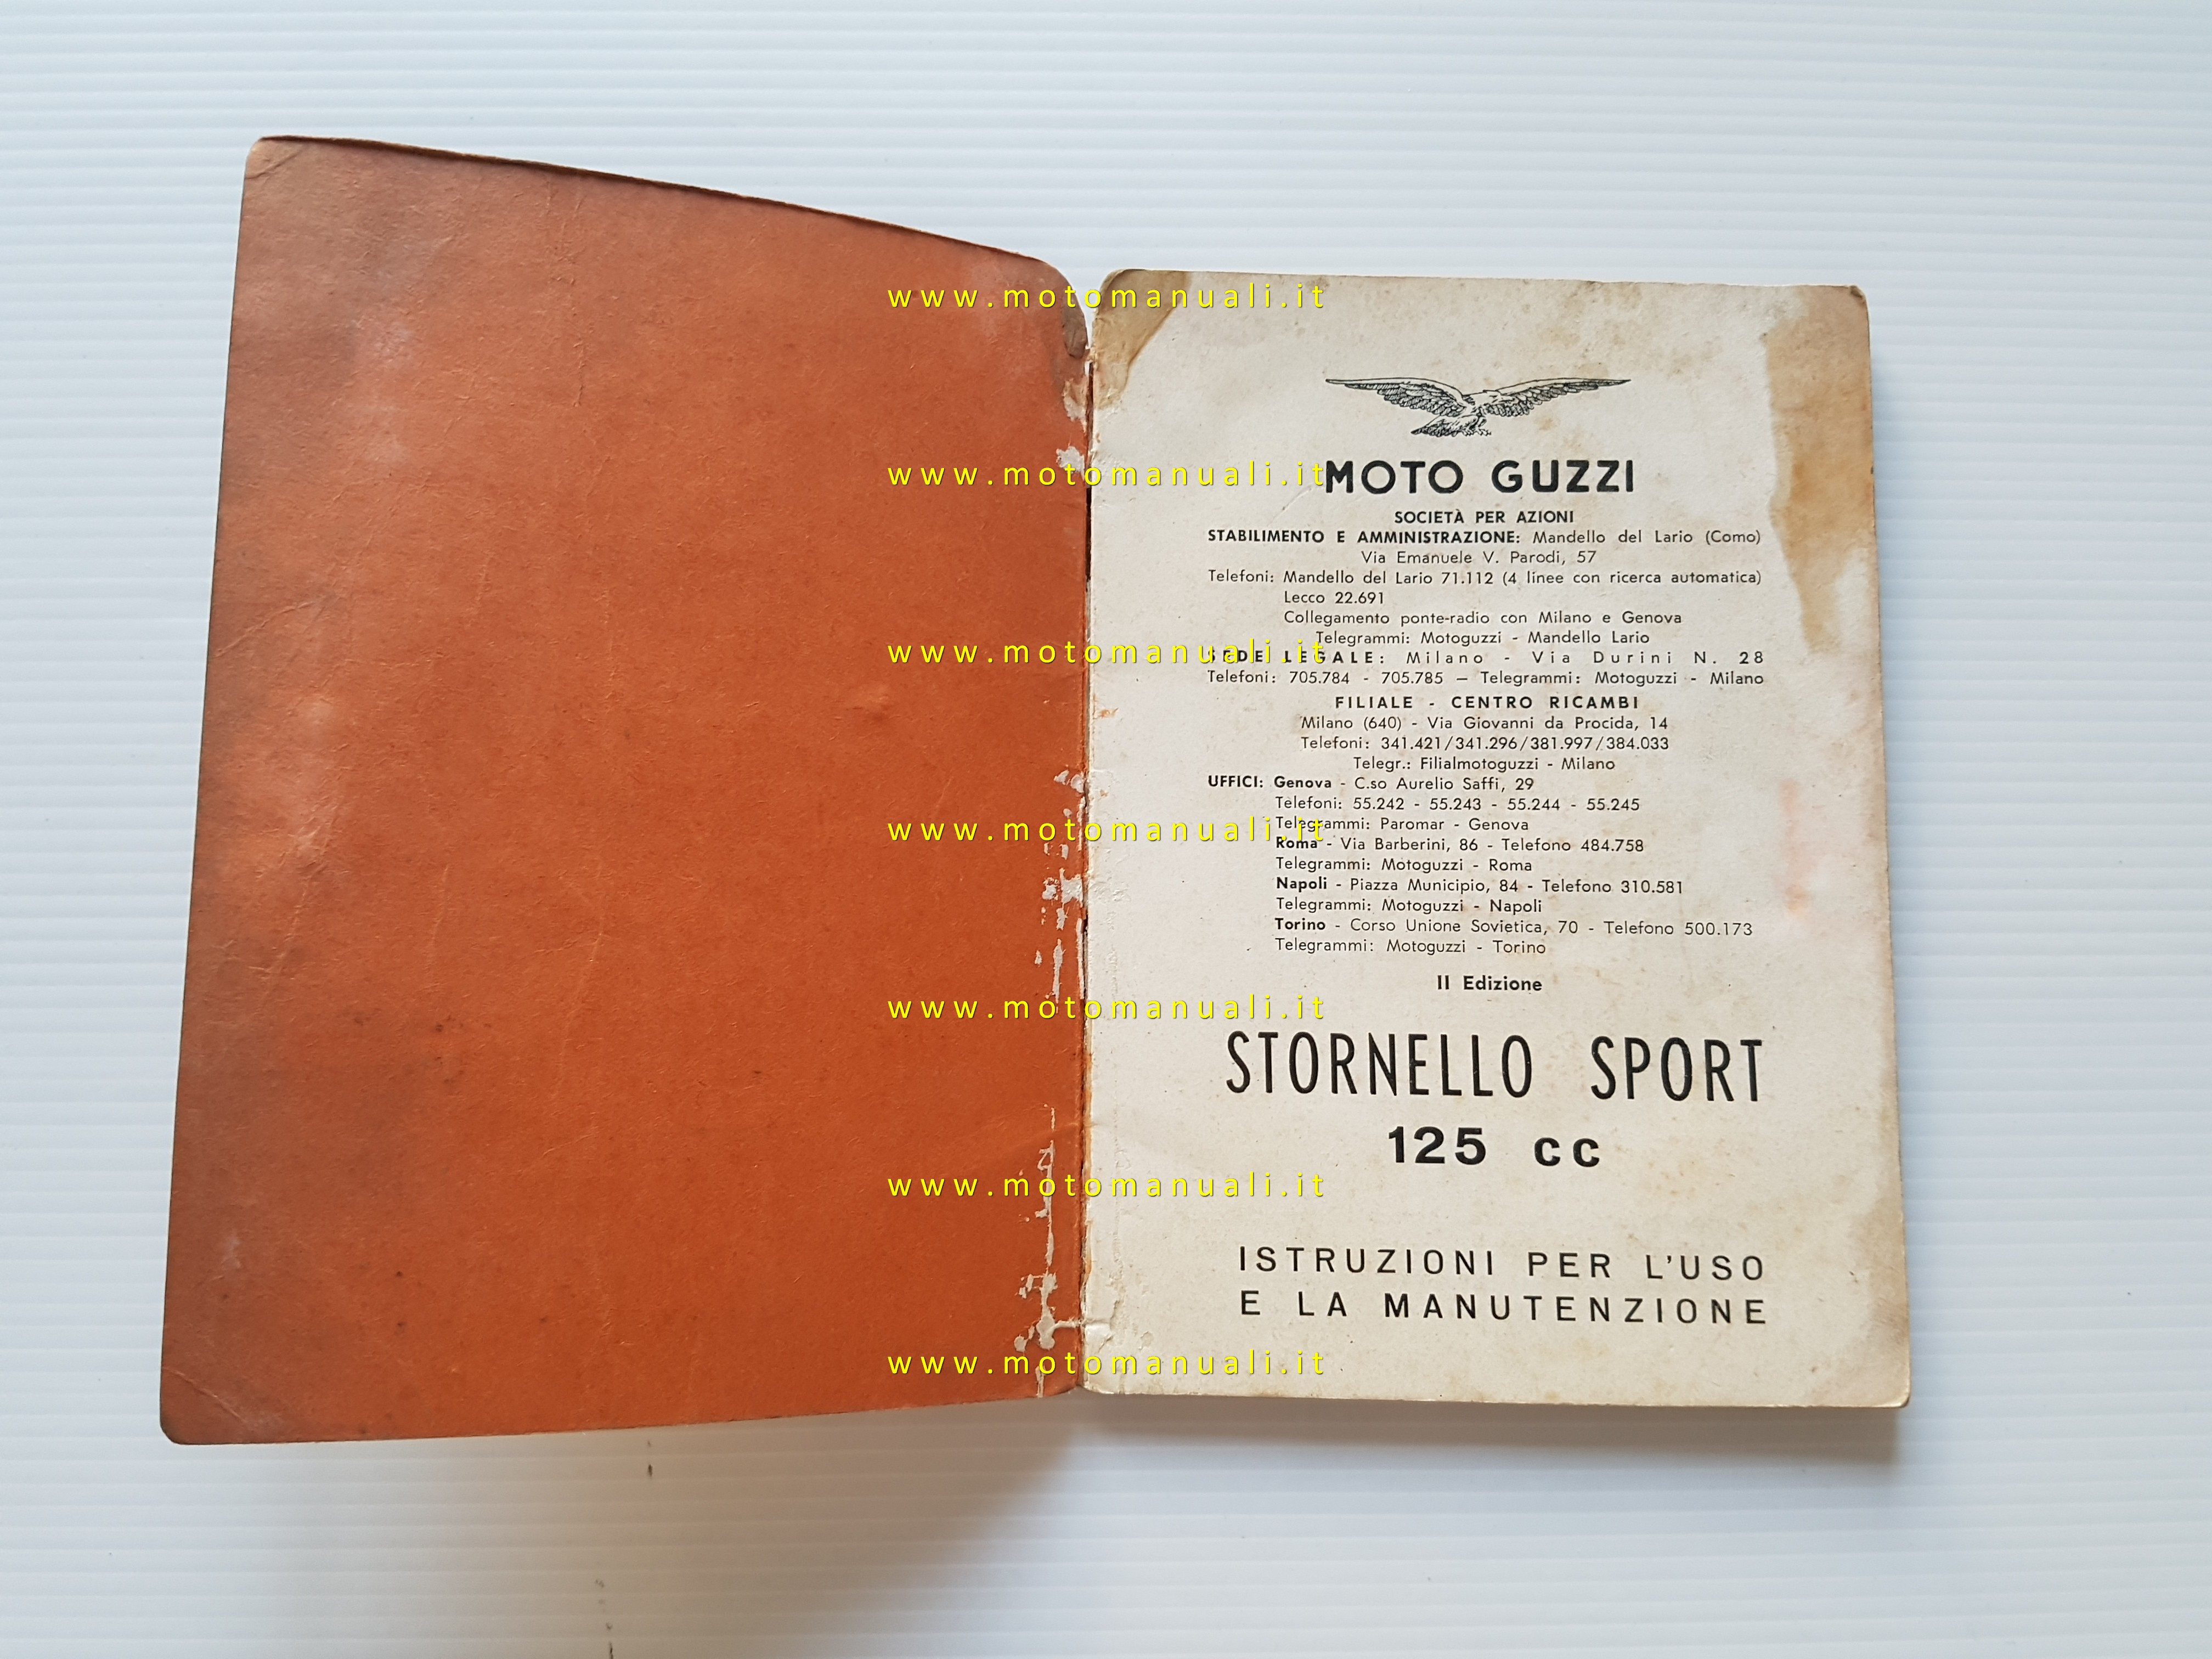 MOTO GUZZI
SOCIETÀ PER AZIONI
STABILIMENTO E AMMINISTRAZIONE: Mandello del Lario (Como)
Via Emanuele V. Parodi, 57
Telefoni: Mandello del Lario 71.112 (4 linee con ricerca automatica)
Lecco 22.691
Collegamento ponte-radio con Milano e Genova
Telegrammi: Motoguzzi - Mandello Lario
SEDE LEGALE: Milano - Via Durini N. 28
Telefoni: 705.784 - 705.785 — Telegrammi: Motoguzzi - Milano
FILIALE - CENTRO RICAMBI
Milano (640) - Via Giovanni da Procida, 14
Telefoni: 341.421/341.296/381.997/384.033
Telegr.: Filialmotoguzzi - Milano
UFFICI: Genova - C.so Aurelio Saffi, 29
Telefoni: 55.242 - 55.243 - 55.244 - 55.245
Telegrammi: Paromar - Genova
Roma - Via Barberini, 86 - Telefono 484.758
Telegrammi: Motoguzzi - Roma
Napoli - Piazza Municipio, 84 - Telefono 310.581
Telegrammi: Motoguzzi - Napoli
Torino - Corso Unione Sovietica, 70 - Telefono 500.173
Telegrammi: Motoguzzi - Torino
II Edizione
STORNELLO SPORT
125 cc
ISTRUZIONI PER L'USO
E LA MANUTENZIONE
www.motomanuali.it
www.motomanuali.it
www.motomanuali.it
www.motomanuali.it
www.motomanuali.it
www.motomanuali.it
www.motomanuali.it